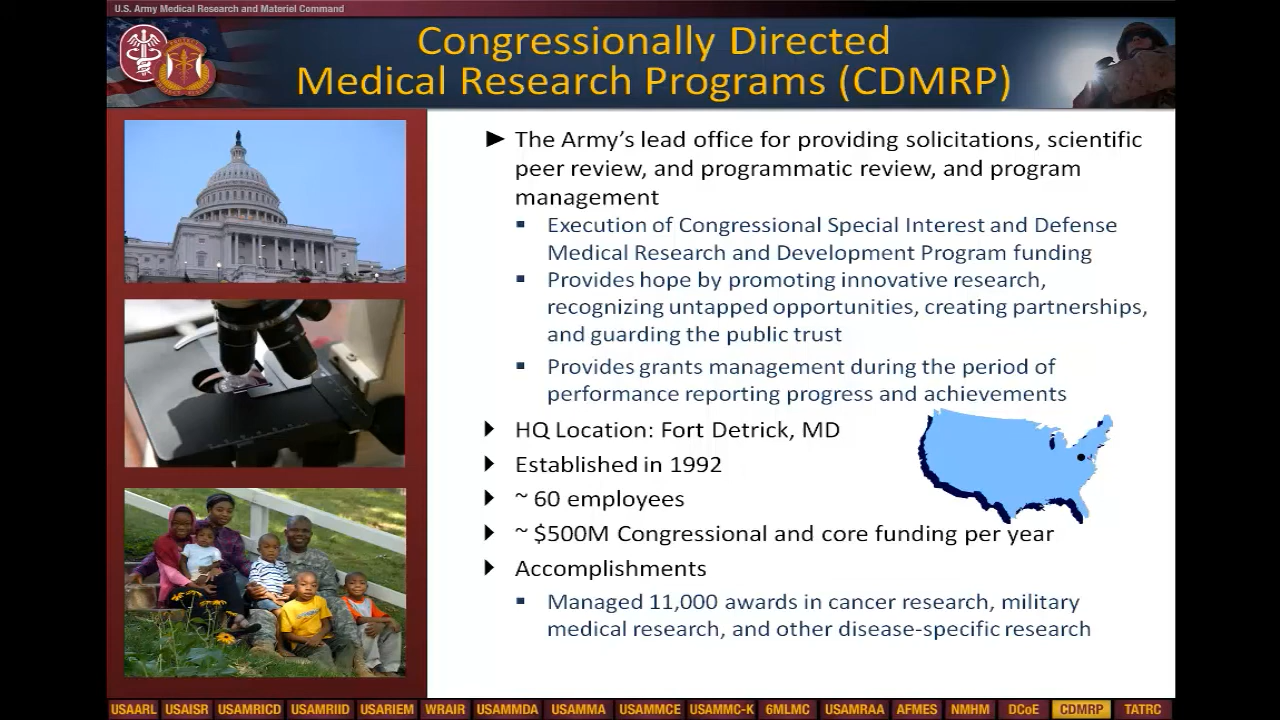 U.S. Army Medical Research and Materiel Command
Congressionally Directed
Medical Research Programs (CDMRP)
► The Army’s lead office for providing solicitations, scientific
peer review, and programmatic review, and program
management
▪ Execution of Congressional Special Interest and Defense
Medical Research and Development Program funding
▪ Provides hope by promoting innovative research,
recognizing untapped opportunities, creating partnerships,
and guarding the public trust
▪ Provides grants management during the period of
performance reporting progress and achievements
HQ Location: Fort Detrick, MD
Established in 1992
~ 60 employees
~ $500M Congressional and core funding per year
Accomplishments
▪ Managed 11,000 awards in cancer research, military
medical research, and other disease-specific research
USAARL USAISR USAMRICD USAMRIID USARIEM WRAIR USAMMDA USAMMA USAMMCE USAMMC-K 6MLMC USAMRAA AFMES NMHM DCoE CDMRP TATRC